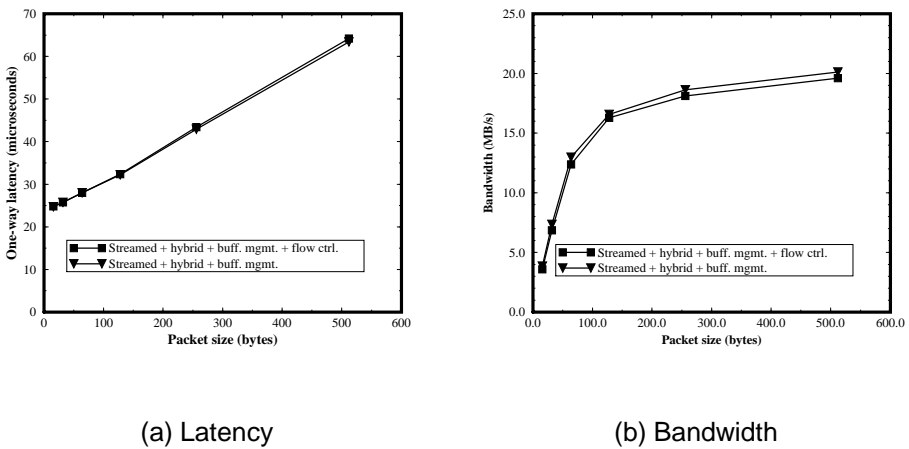 70
60
50
40
30
20
10
0
One-way latency (microseconds)
Streamed + hybrid + buff. mgmt. + flow ctrl.
Streamed + hybrid + buff. mgmt.
0 100 200 300 400 500 600
Packet size (bytes)
(a) Latency
25.0
20.0
15.0
10.0
5.0
0.0
Bandwidth (MB/s)
Streamed + hybrid + buff. mgmt. + flow ctrl.
Streamed + hybrid + buff. mgmt.
0.0 100.0 200.0 300.0 400.0 500.0 600.0
Packet size (bytes)
(b) Bandwidth